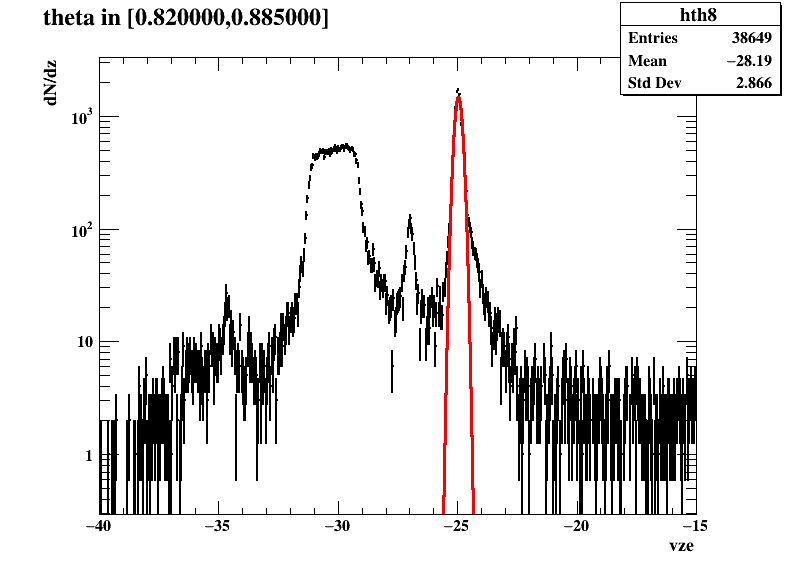 theta in [0.820000,0.885000]
hth8
Entries 38649
Mean −28.19
Std Dev 2.866
dN/dz
10³
10²
10
1
−40 −35 −30 −25 −20 −15
vze